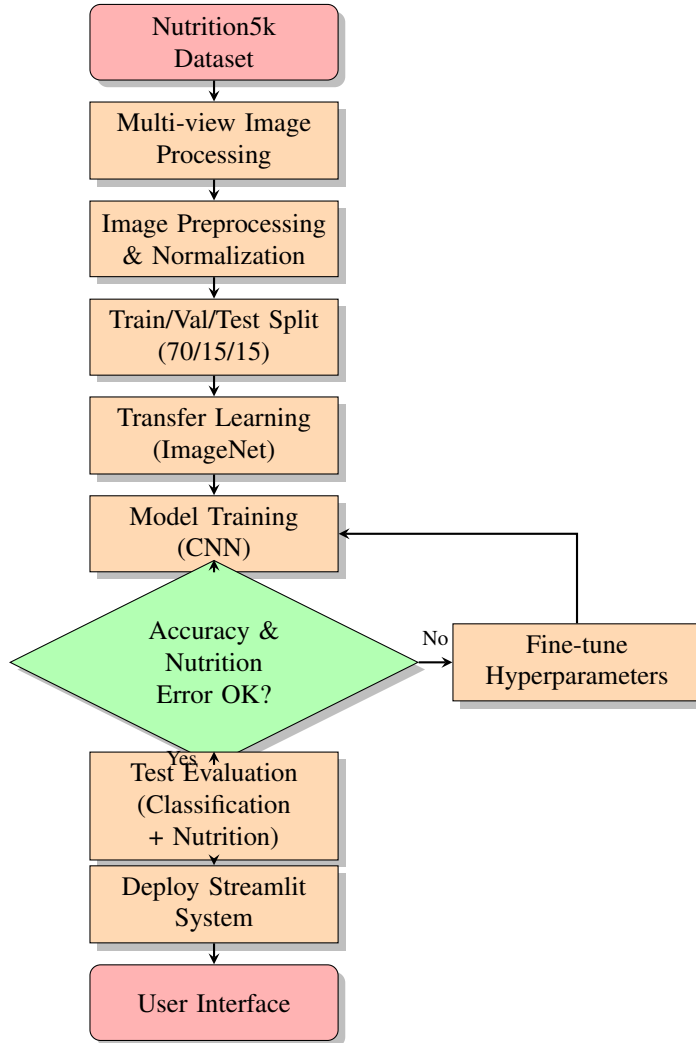 Nutrition5k
Dataset
Multi-view Image
Processing
Image Preprocessing
& Normalization
Train/Val/Test Split
(70/15/15)
Transfer Learning
(ImageNet)
Model Training
(CNN)
Accuracy &
Nutrition
Error OK?
No
Fine-tune
Hyperparameters
Yes
Test Evaluation
(Classification
+ Nutrition)
Deploy Streamlit
System
User Interface